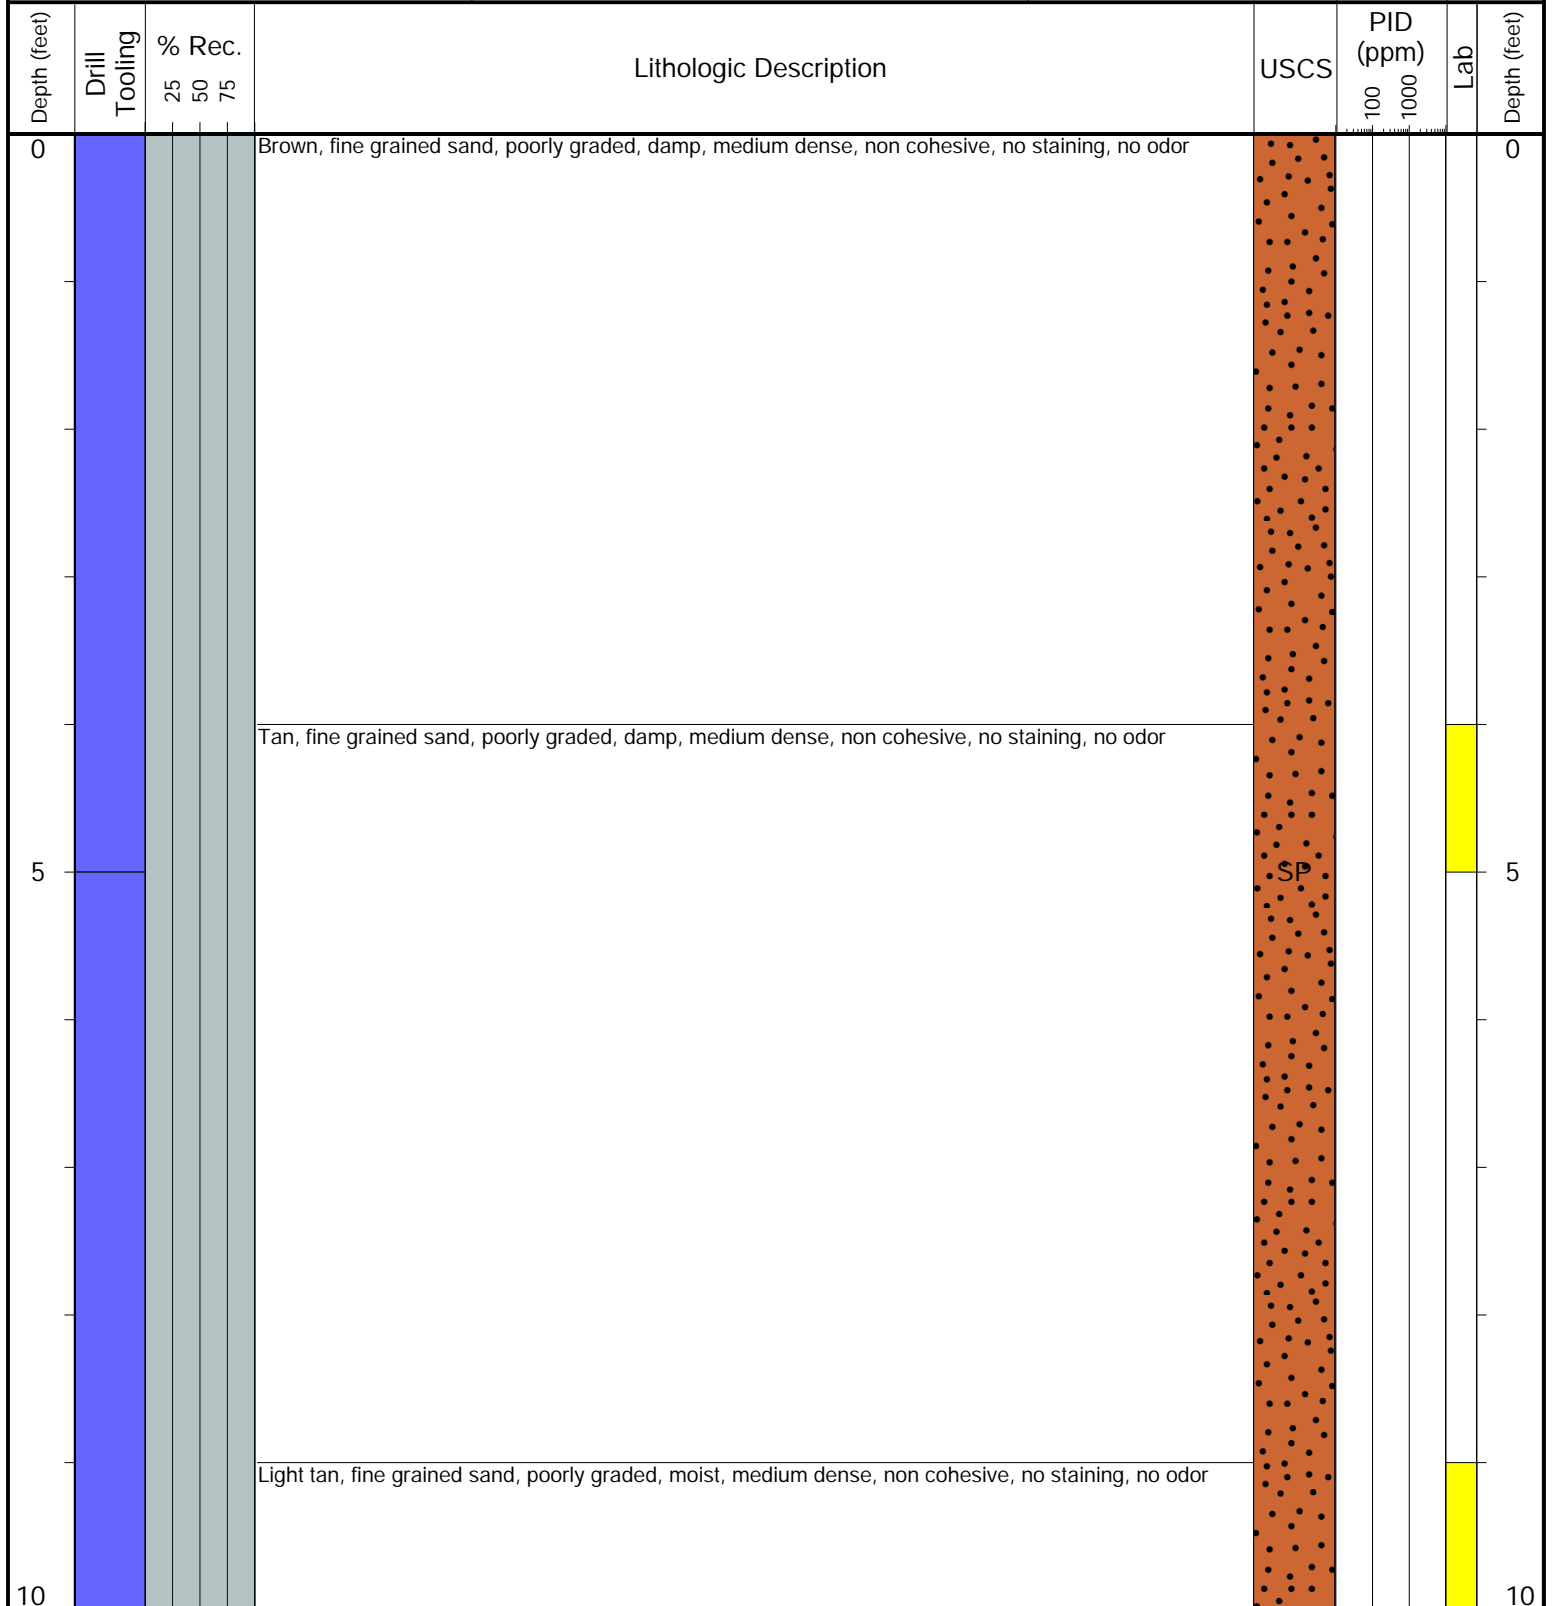 Depth (feet)
Drill
Tooling
% Rec.
25
50
75
Lithologic Description
USCS
PID
(ppm)
100
1000
Lab
Depth (feet)
0
Brown, fine grained sand, poorly graded, damp, medium dense, non cohesive, no staining, no odor
0
Tan, fine grained sand, poorly graded, damp, medium dense, non cohesive, no staining, no odor
5
SP
5
Light tan, fine grained sand, poorly graded, moist, medium dense, non cohesive, no staining, no odor
10
10